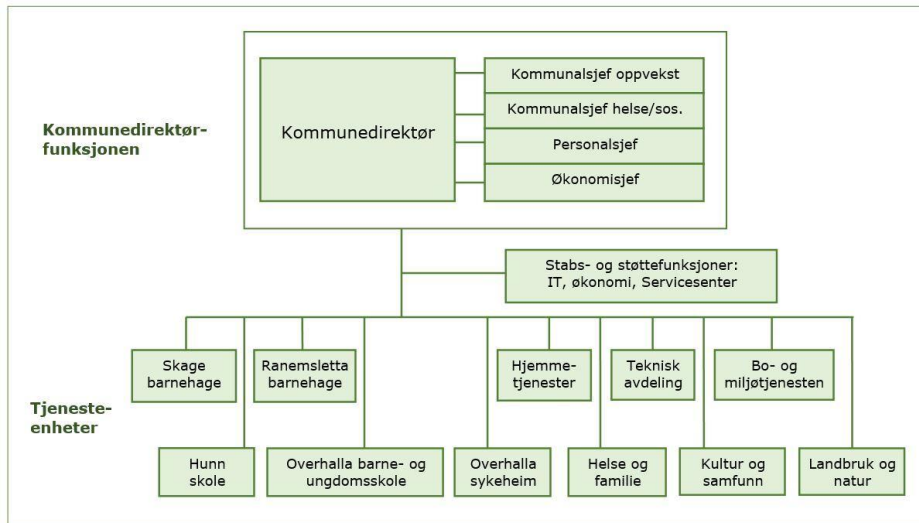 Kommunedirektør-
funksjonen
Kommunedirektør
Kommunalsjef oppvekst
Kommunalsjef helse/sos.
Personalsjef
Økonomisjef
Stabs- og støttefunksjoner:
IT, økonomi, Servicesenter
Tjeneste-
enheter
Skage
barnehage
Ranemsletta
barnehage
Hjemme-
tjenester
Teknisk
avdeling
Bo- og
miljøtjenesten
Hunn
skole
Overhalla barne- og
ungdomsskole
Overhalla
sykeheim
Helse og
familie
Kultur og
samfunn
Landbruk og
natur